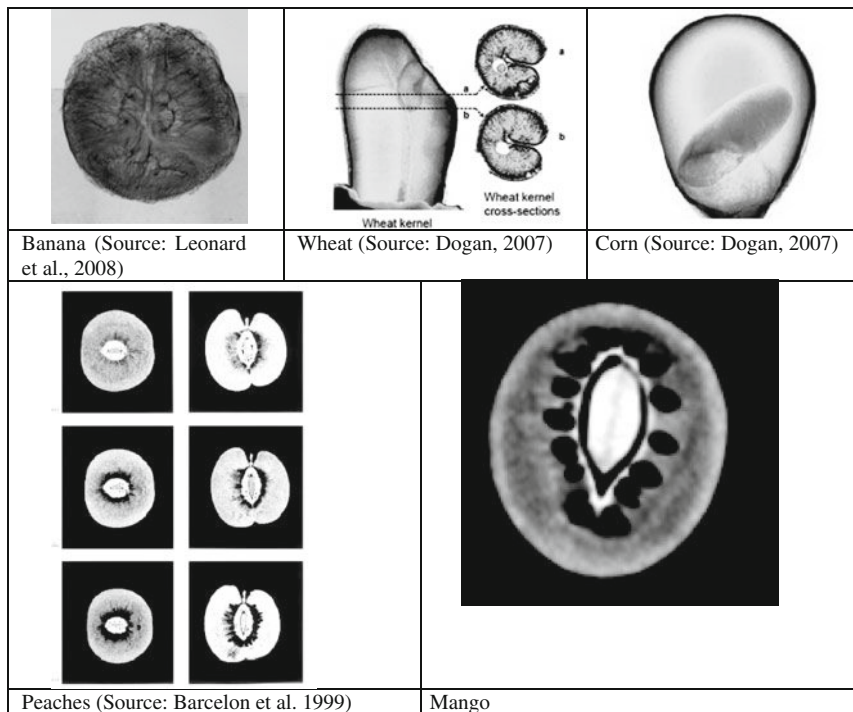 a
a
b
b
Wheat kernel
Wheat kernel
cross-sections
Banana (Source: Leonard
et al., 2008)
Wheat (Source: Dogan, 2007)
Corn (Source: Dogan, 2007)
Peaches (Source: Barcelon et al. 1999)
Mango